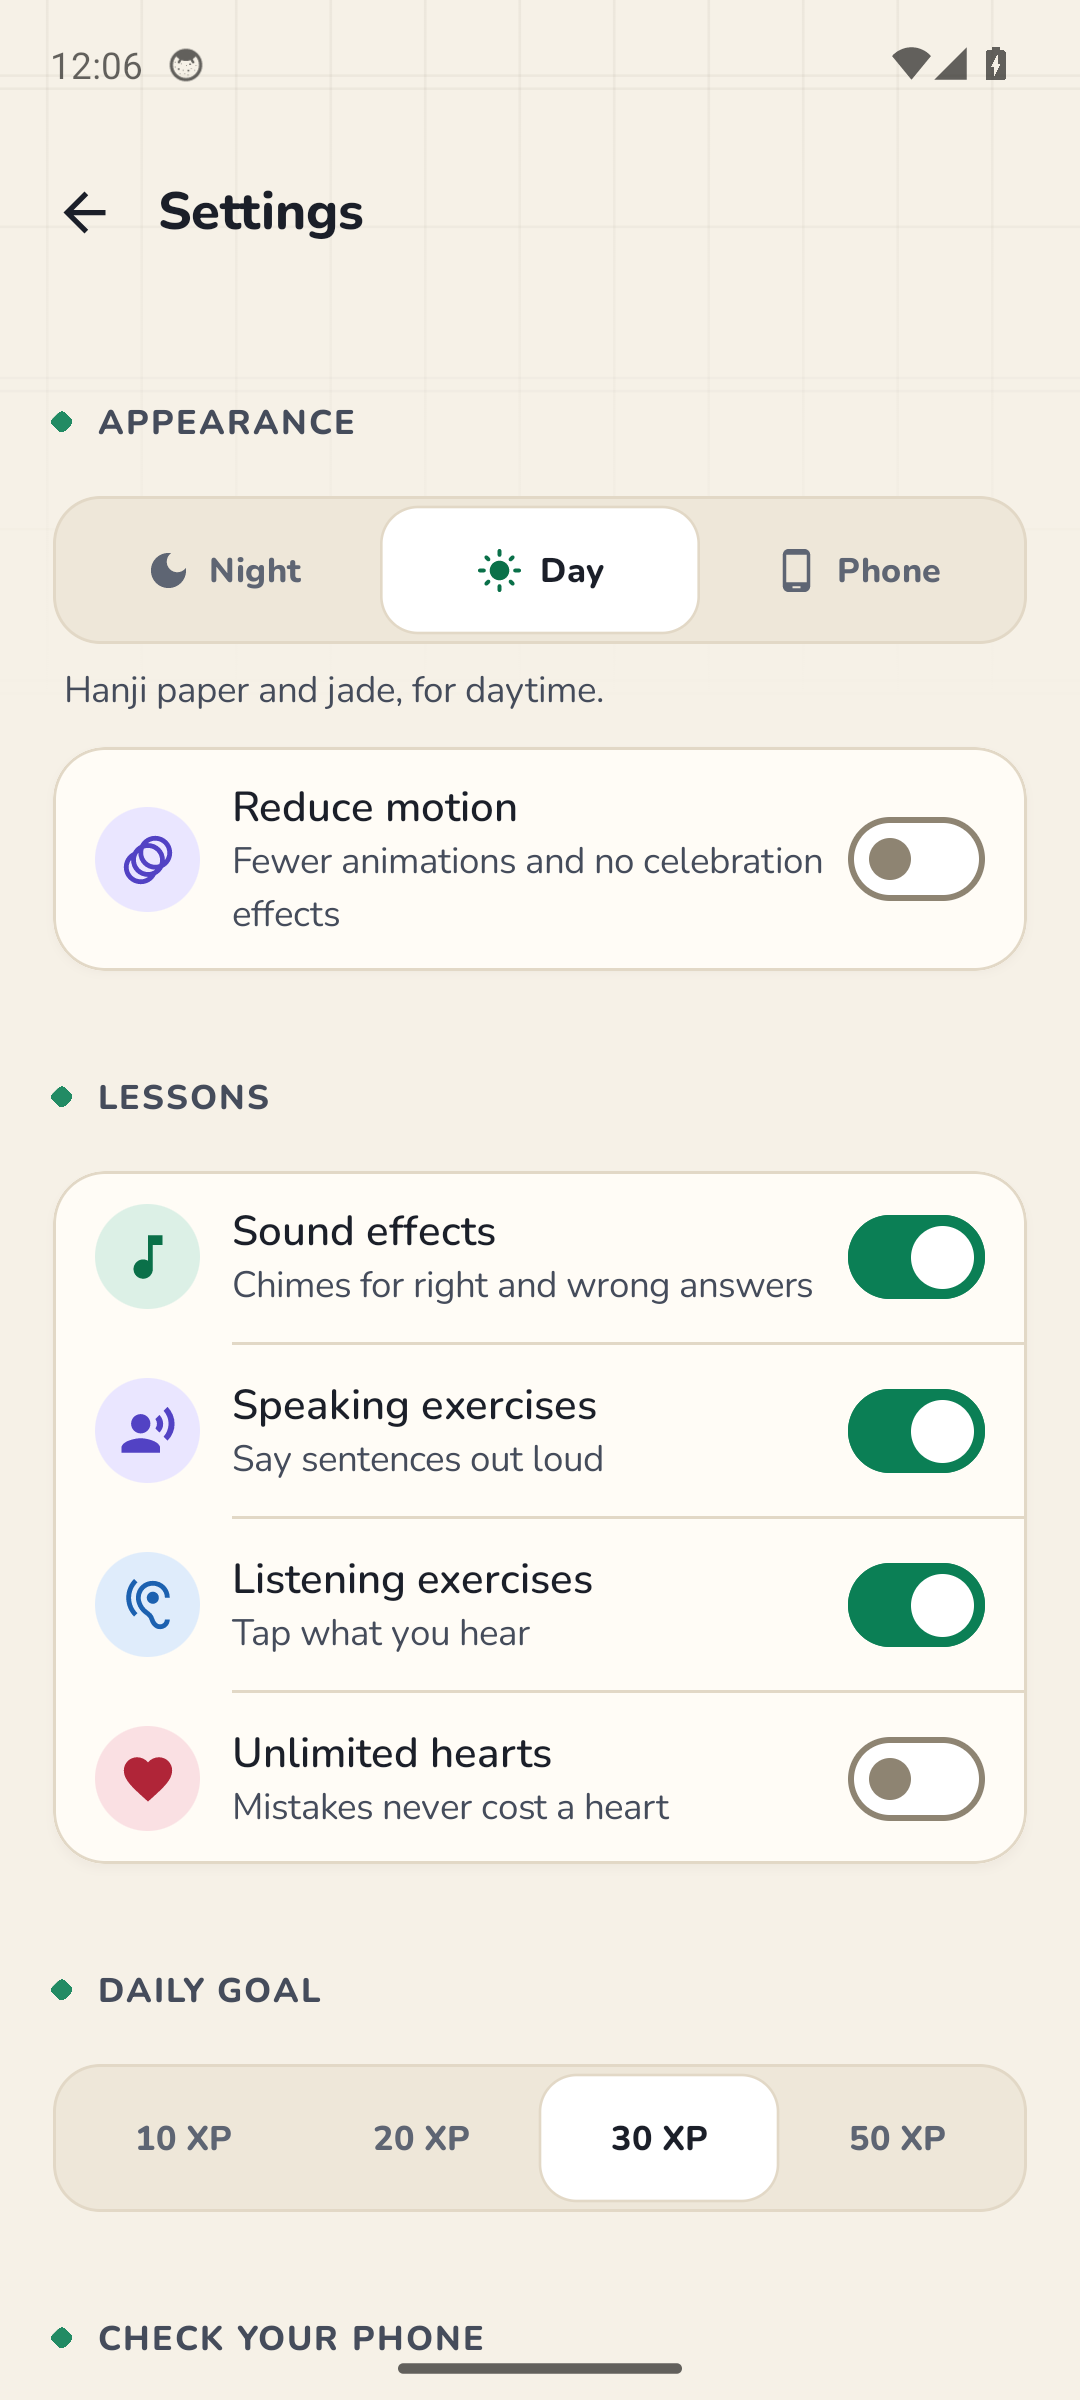 12:06
Settings
APPEARANCE
Night
Day
Phone
Hanji paper and jade, for daytime.
Reduce motion
Fewer animations and no celebration
effects
LESSONS
Sound effects
Chimes for right and wrong answers
Speaking exercises
Say sentences out loud
Listening exercises
Tap what you hear
Unlimited hearts
Mistakes never cost a heart
DAILY GOAL
10 XP
20 XP
30 XP
50 XP
CHECK YOUR PHONE